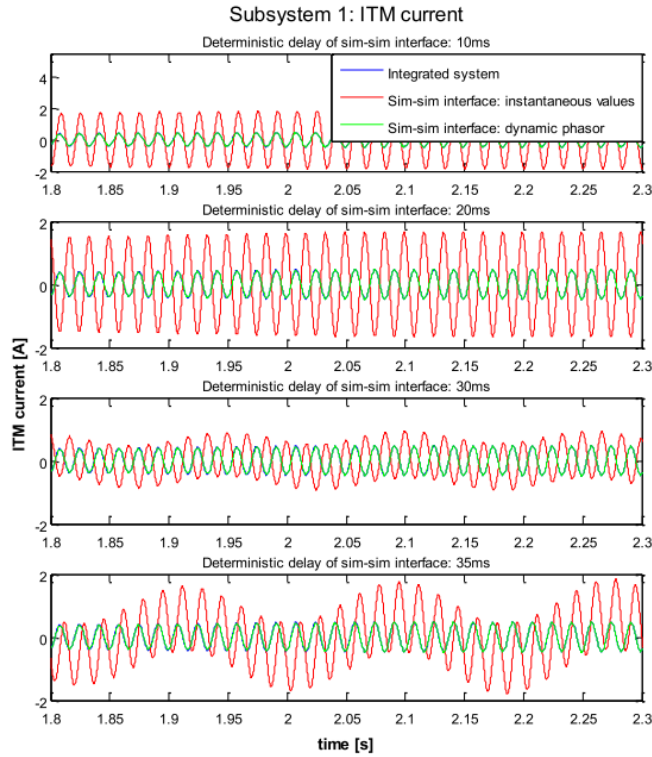 Subsystem 1: ITM current
Deterministic delay of sim-sim interface: 10ms
Integrated system
Sim-sim interface: instantaneous values
Sim-sim interface: dynamic phasor
4
2
0
-2
1.8 1.85 1.9 1.95 2 2.05 2.1 2.15 2.2 2.25 2.3
Deterministic delay of sim-sim interface: 20ms
2
0
-2
1.8 1.85 1.9 1.95 2 2.05 2.1 2.15 2.2 2.25 2.3
Deterministic delay of sim-sim interface: 30ms
2
0
-2
1.8 1.85 1.9 1.95 2 2.05 2.1 2.15 2.2 2.25 2.3
Deterministic delay of sim-sim interface: 35ms
2
0
-2
1.8 1.85 1.9 1.95 2 2.05 2.1 2.15 2.2 2.25 2.3
ITM current [A]
time [s]